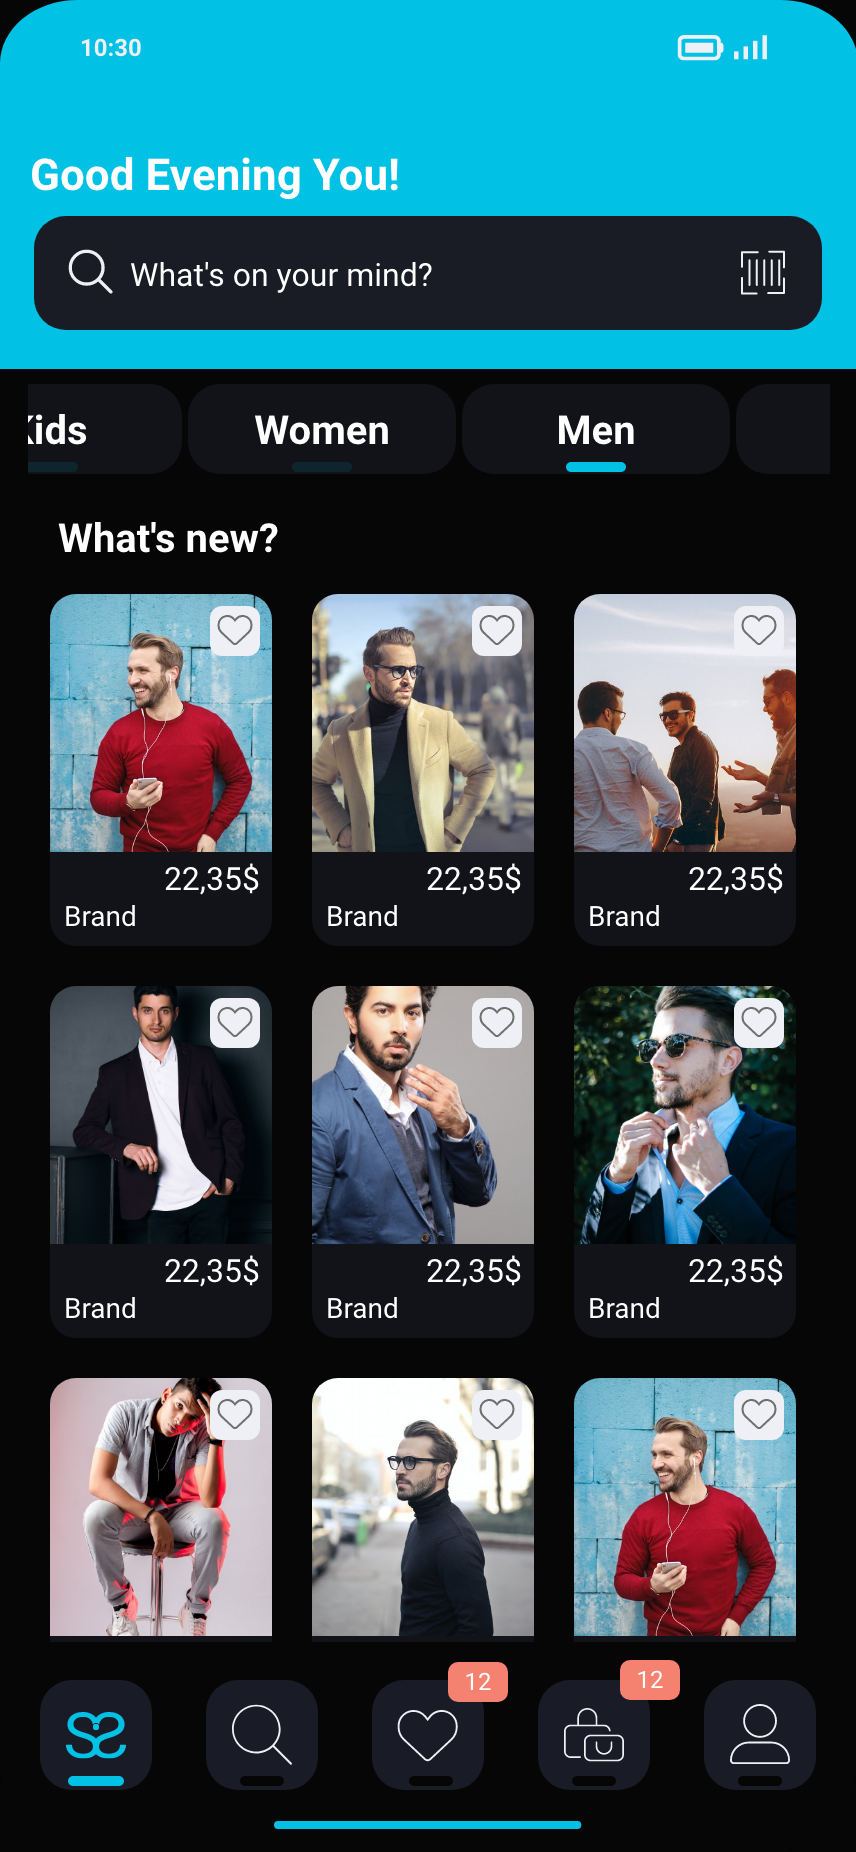 10:30
Good Evening You!
What's on your mind?
Kids Women Men
What's new?
22,35$ 22,35$ 22,35$
Brand Brand Brand
22,35$ 22,35$ 22,35$
Brand Brand Brand
12 12